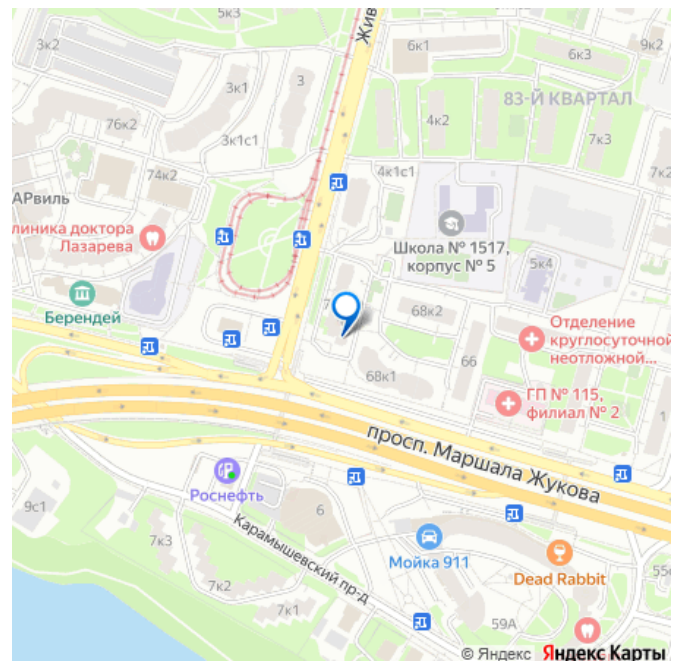 5к3
Жив
3к2
6к1
9к2
6к3
3к1
3
83-Й КВАРТАЛ
76к2
4к2
7к3
3к1с1
74к2
4к1с1
7к2
АРвиль
линика доктора
Лазарева
Школа № 1517,
корпус № 5
5к4
Берендей
7
68к2
Отделение
круглосуточной
неотложной...
66
68к1
ГП № 115,
филиал № 2
1
просп. Маршала Жукова
Роснефть
9с1
6
Карамышевский пр-д
7к3
Мойка 911
Dead Rabbit
7к2
55с
7к1
59А
© Яндекс Яндекс Карты